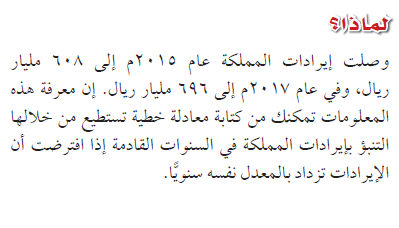 لماذا؟
وصلت إيرادات المملكة عام ٢٠١٥م إلى ٦٠٨ مليار
ريال، وفي عام ٢٠١٧م إلى ٦٩٦ مليار ريال. إن معرفة هذه
المعلومات تمكنك من كتابة معادلة خطية تستطيع من خلالها
التنبؤ بإيرادات المملكة في السنوات القادمة إذا افترضت أن
الإيرادات تزداد بالمعدل نفسه سنويًّا.